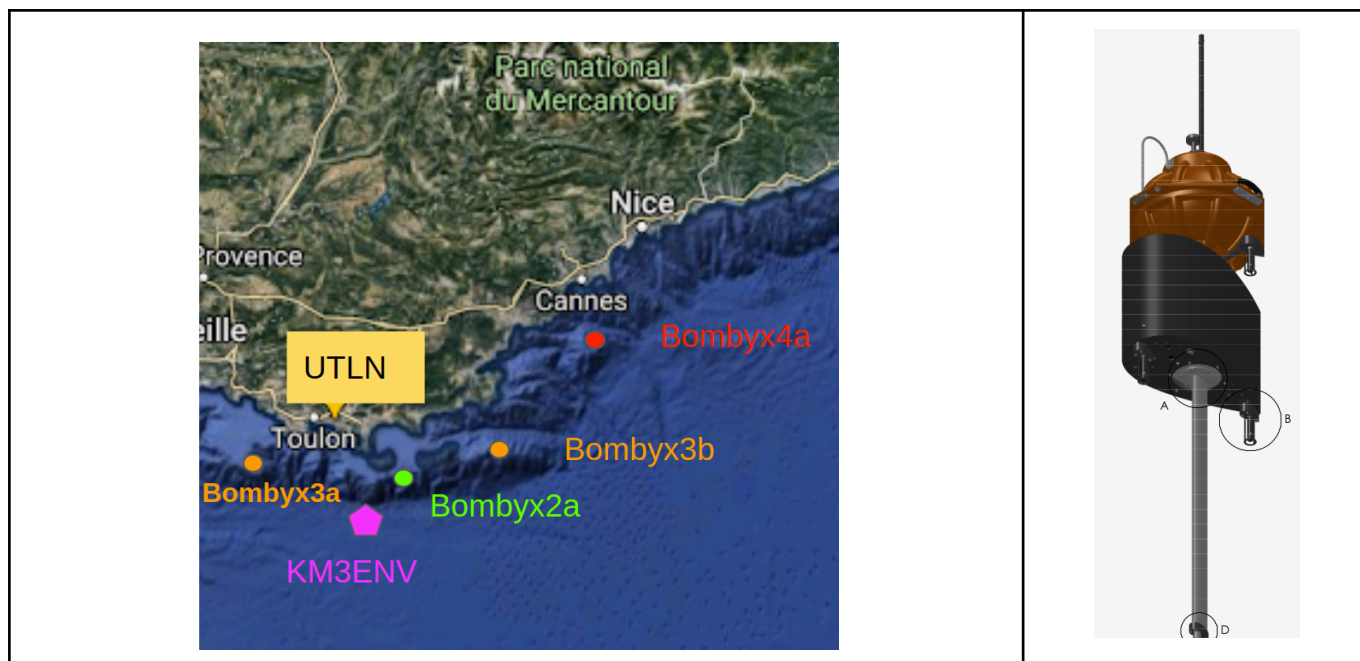 Parc national
du Mercantour
Nice
Provence
Cannes
eille
Bombyx4a
UTLN
Toulon
Bombyx3b
Bombyx3a
Bombyx2a
KM3ENV
A
B
D